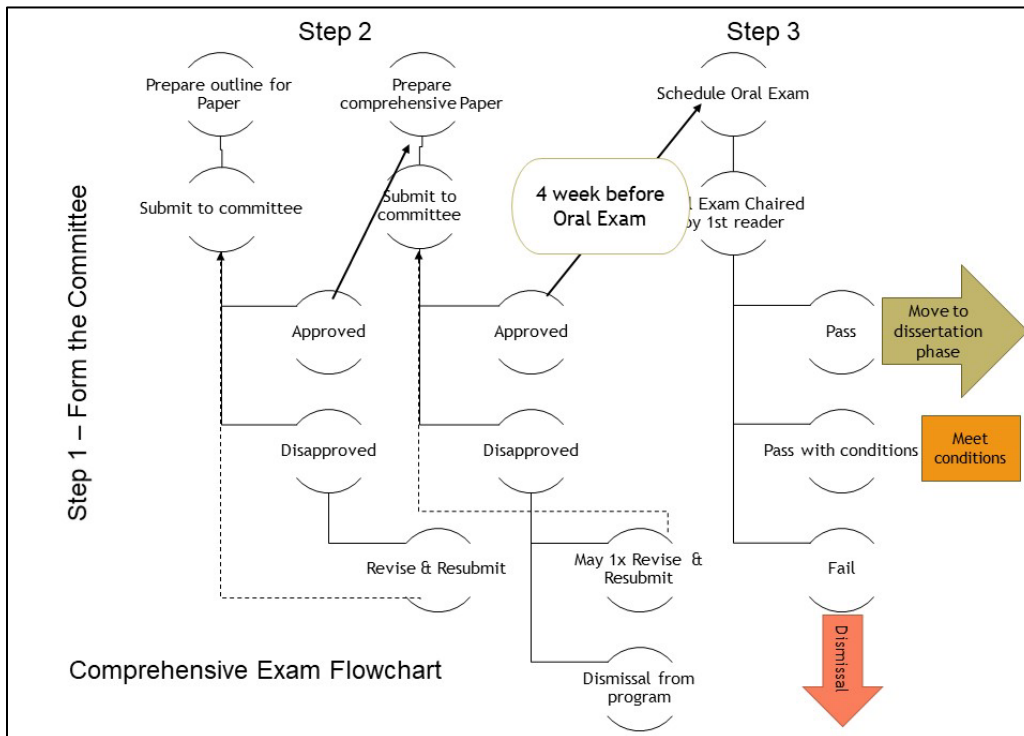 Step 2
Step 3
Step 1 – Form the Committee
Prepare outline for
Paper
Submit to committee
Approved
Disapproved
Revise & Resubmit
Prepare
comprehensive Paper
Submit to
committee
Approved
Disapproved
May 1x Revise & 
Resubmit
Dismissal from
program
4 week before
Oral Exam
Schedule Oral Exam
Exam Chaired
by 1st reader
Pass
Move to
dissertation
phase
Pass with conditions
Meet
conditions
Fail
Dismissal
Comprehensive Exam Flowchart